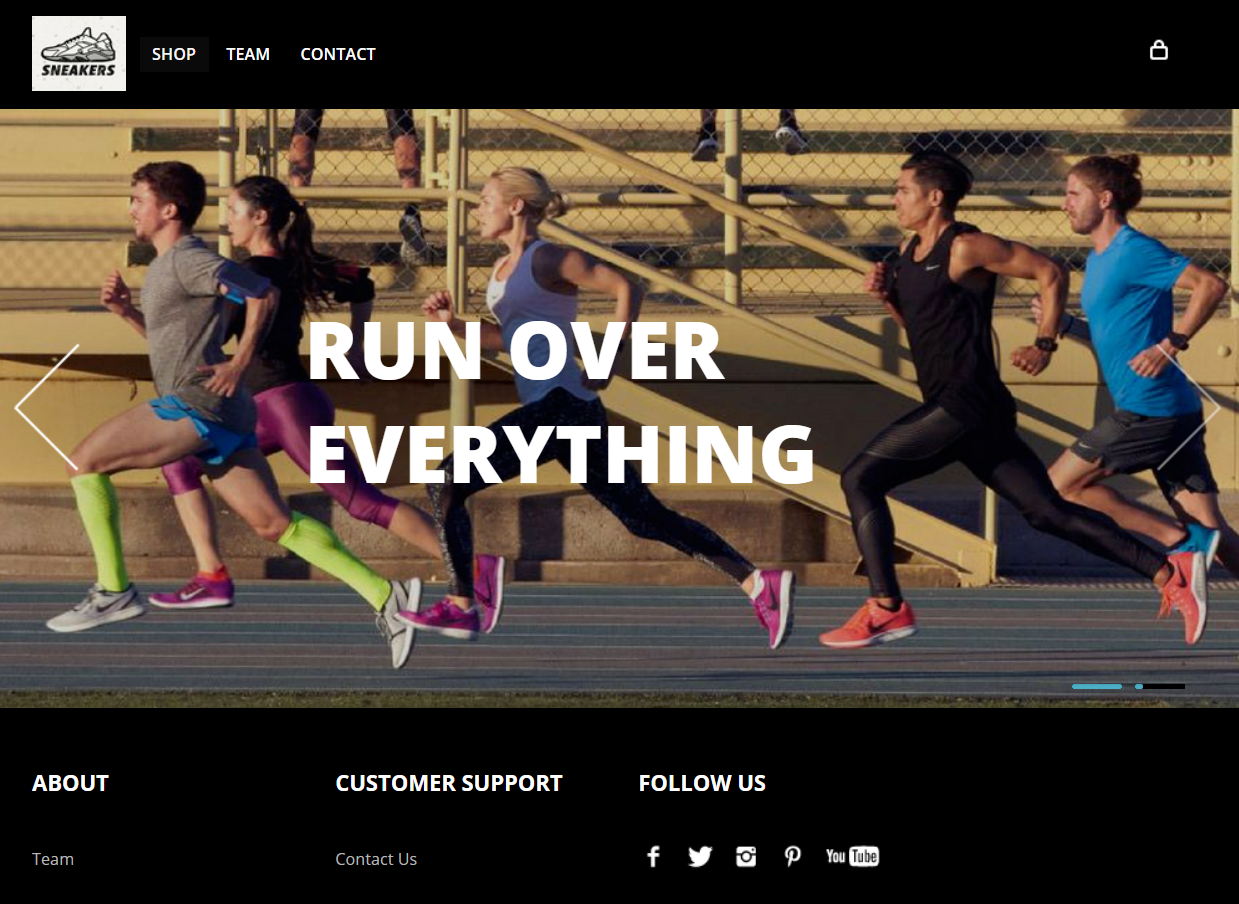 SNEAKERS
SHOP TEAM CONTACT
RUN OVER
EVERYTHING
ABOUT CUSTOMER SUPPORT FOLLOW US
Team Contact Us You Tube